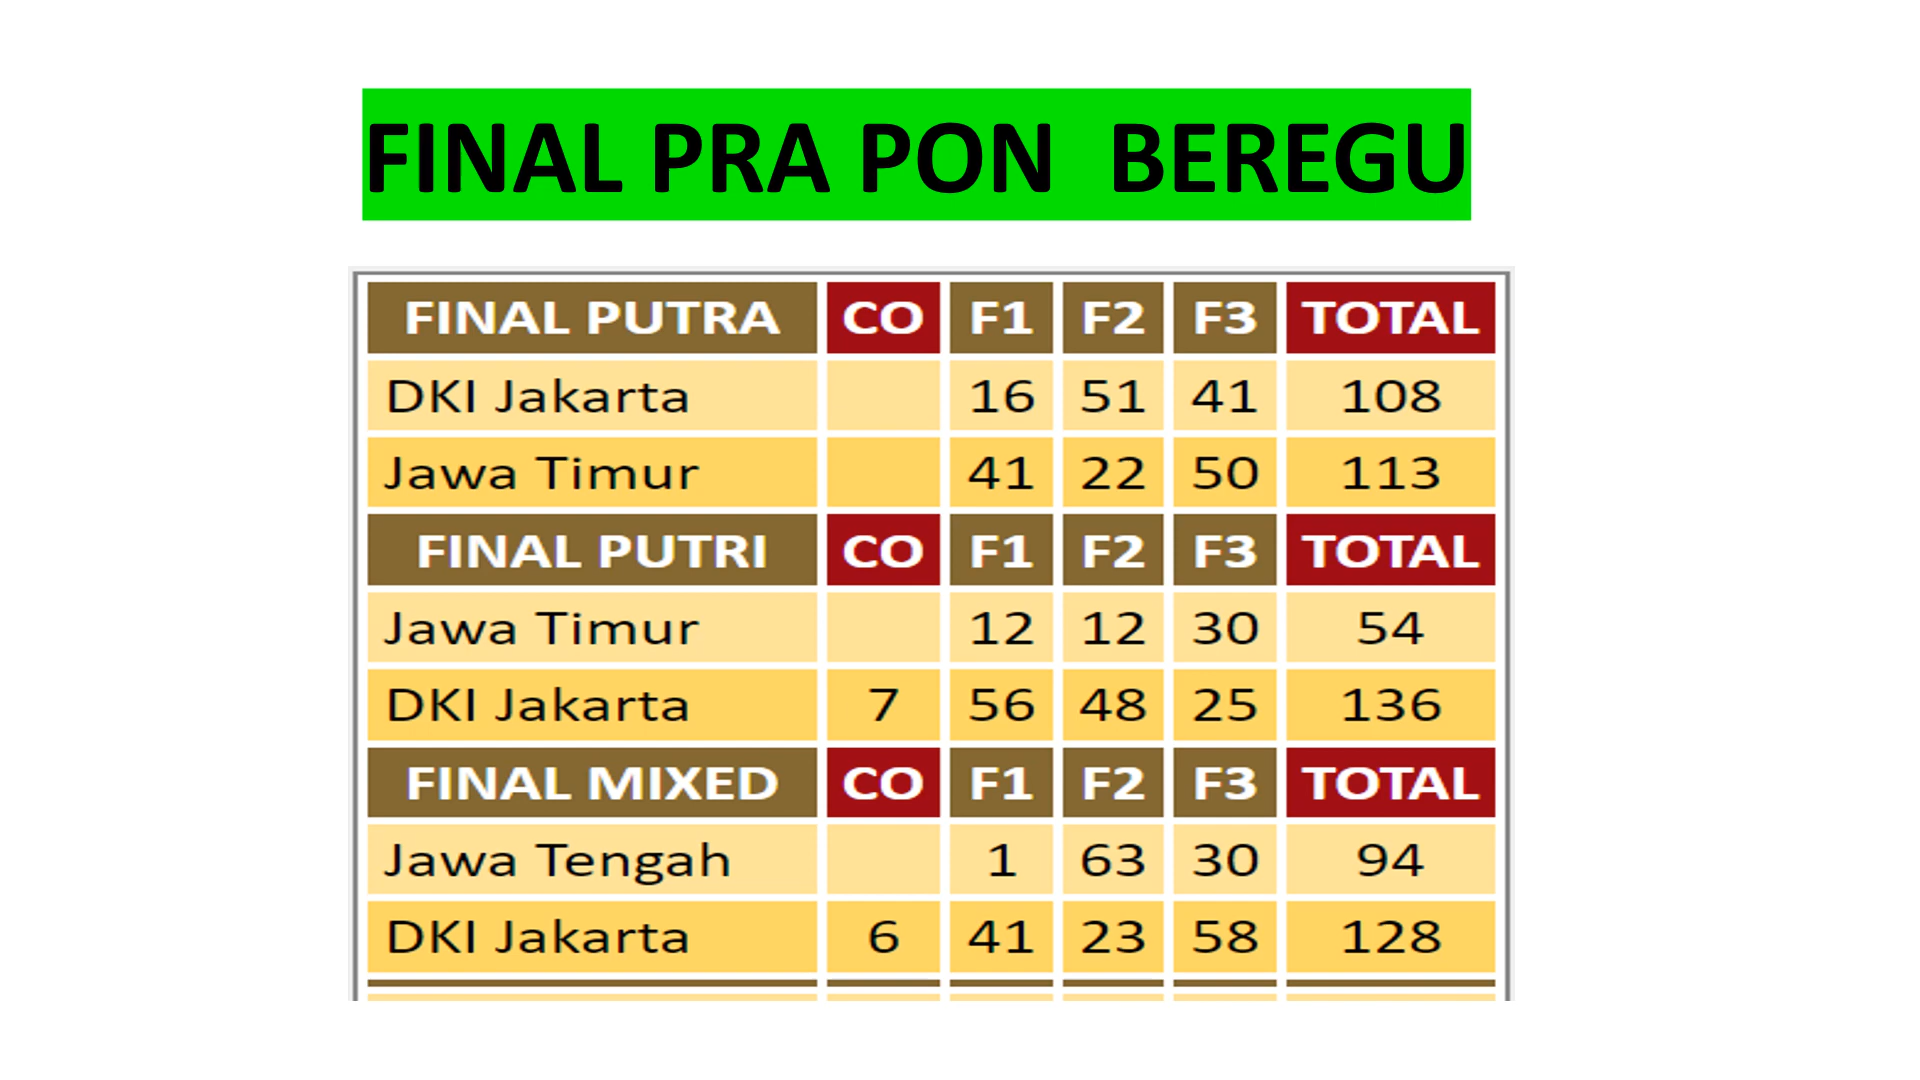 FINAL PRA PON  BEREGU
FINAL PUTRA CO F1 F2 F3 TOTAL
DKI Jakarta 16 51 41 108
Jawa Timur 41 22 50 113
FINAL PUTRI CO F1 F2 F3 TOTAL
Jawa Timur 12 12 30 54
DKI Jakarta 7 56 48 25 136
FINAL MIXED CO F1 F2 F3 TOTAL
Jawa Tengah 1 63 30 94
DKI Jakarta 6 41 23 58 128